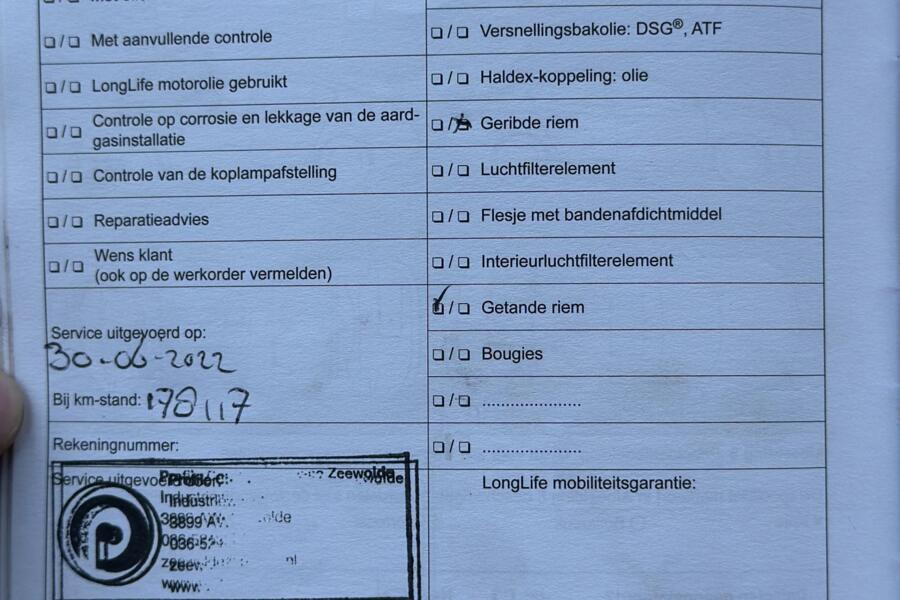 Met aanvullende controle
LongLife motorolie gebruikt
Controle op corrosie en lekkage van de aard-
gasinstallatie
Controle van de koplampafstelling
Reparatieadvies
Wens klant
(ook op de werkorder vermelden)
Service uitgevoerd op:
30-06-2022
Bij km-stand: 178117
Rekeningnummer:
Service uitgevoerd door:
Zeewolde
Versnellingsbakolie: DSG®, ATF
Haldex-koppeling: olie
Geribde riem
Luchtfilterelement
Flesje met bandenafdichtmiddel
Interieurluchtfilterelement
Getande riem
Bougies
.....................
.....................
LongLife mobiliteitsgarantie: